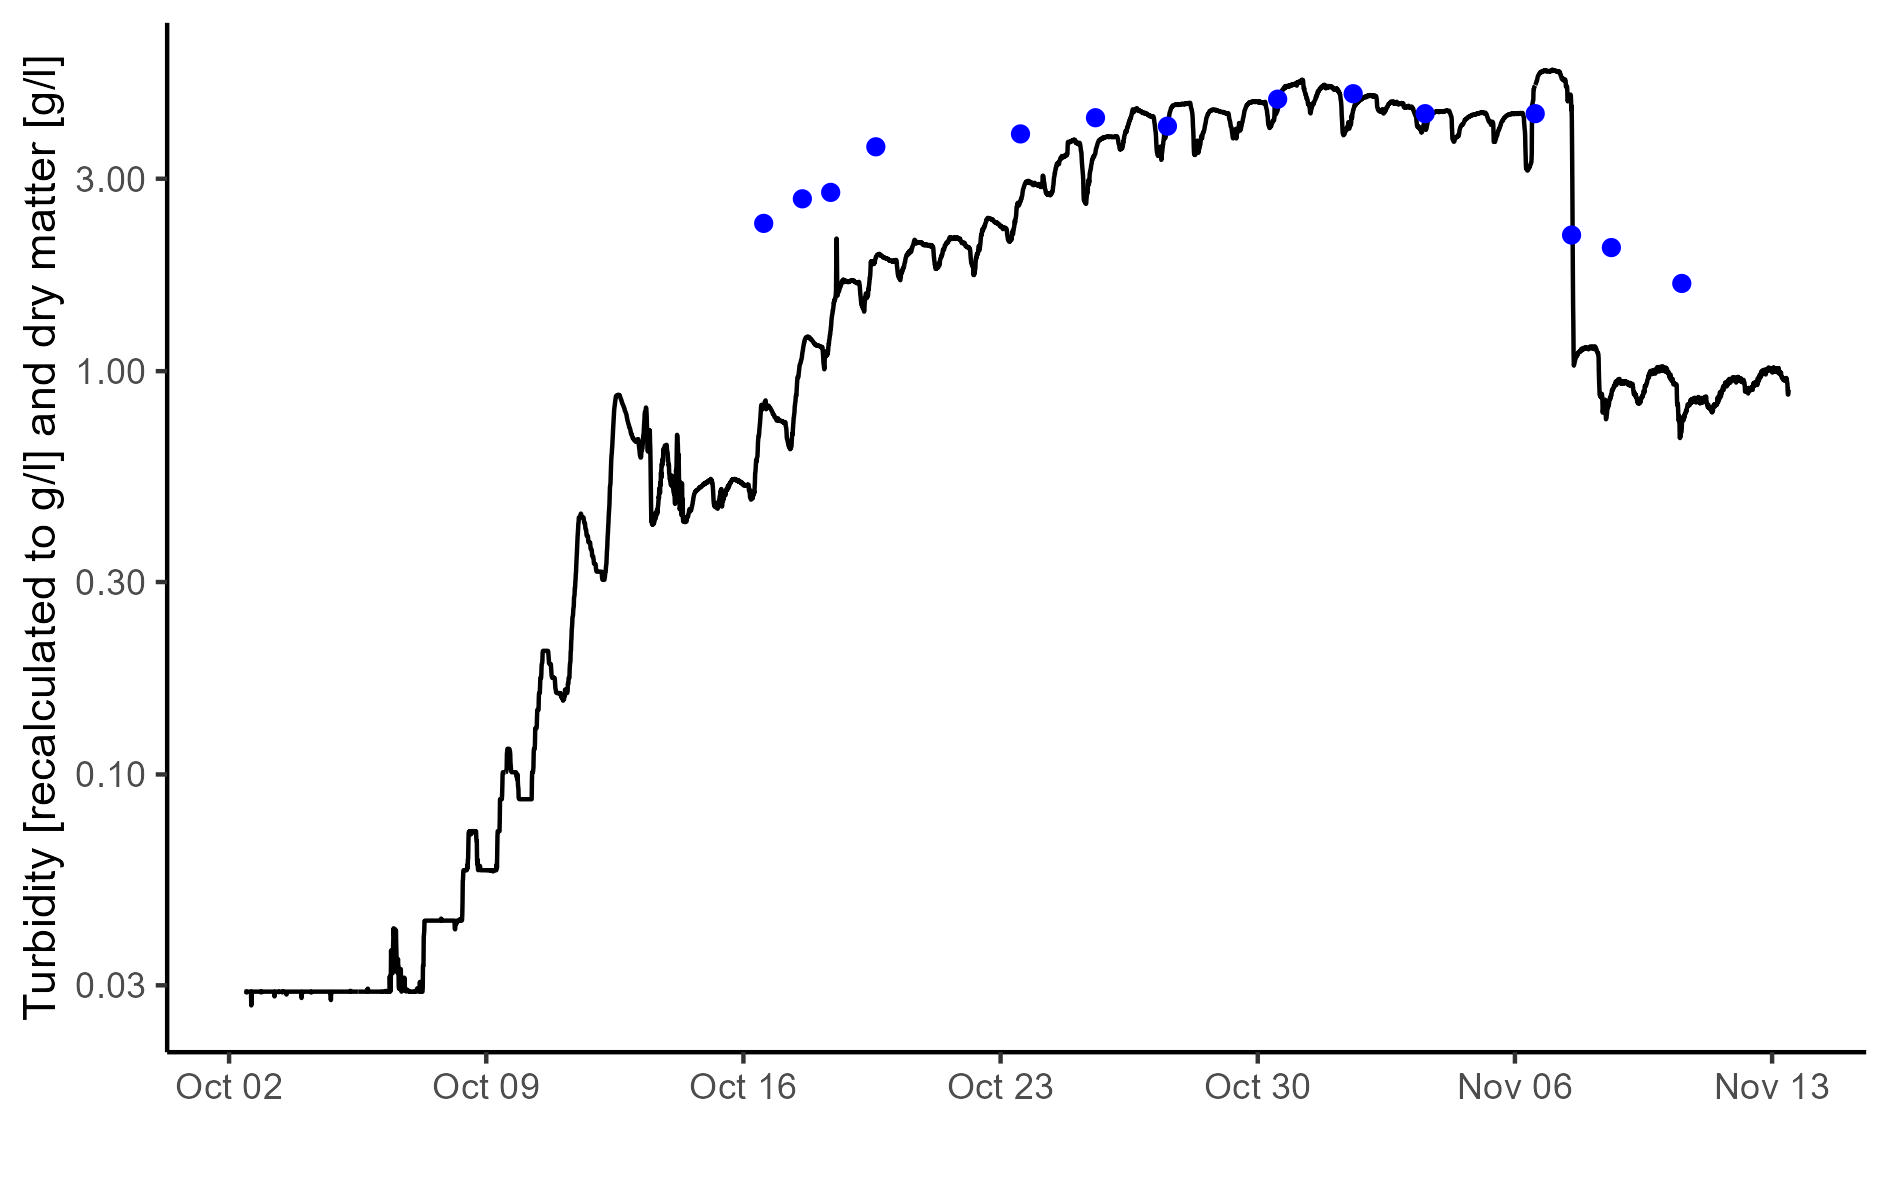 Turbidity [recalculated to g/l] and dry matter [g/l]
3.00
1.00
0.30
0.10
0.03
Oct 02 Oct 09 Oct 16 Oct 23 Oct 30 Nov 06 Nov 13